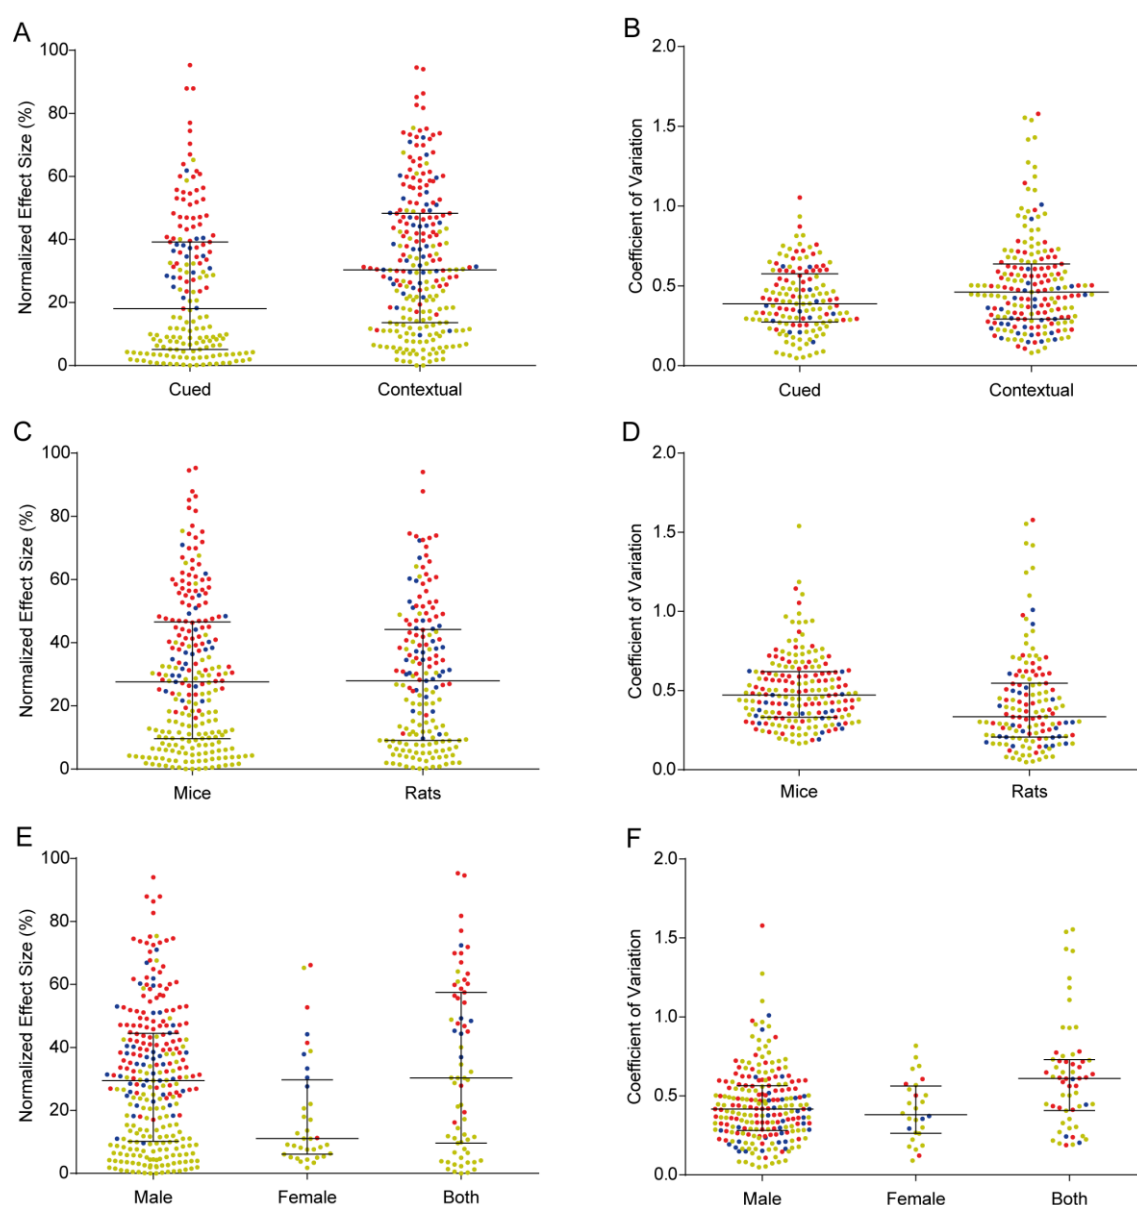 A
Normalized Effect Size (%)
100
80
60
40
20
0
Cued
Contextual
B
Coefficient of Variation
2.0
1.5
1.0
0.5
0.0
Cued
Contextual
C
Normalized Effect Size (%)
100
80
60
40
20
0
Mice
Rats
D
Coefficient of Variation
2.0
1.5
1.0
0.5
0.0
Mice
Rats
E
Normalized Effect Size (%)
100
80
60
40
20
0
Male
Female
Both
F
Coefficient of Variation
2.0
1.5
1.0
0.5
0.0
Male
Female
Both